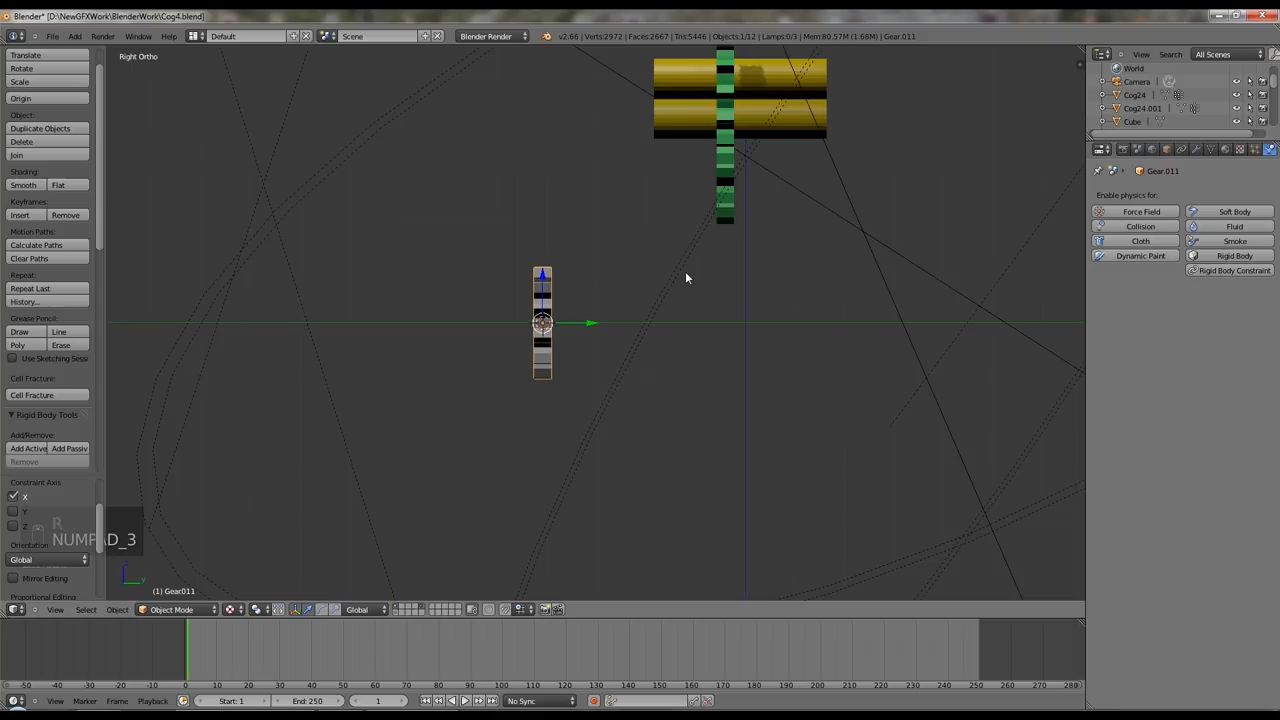 Blender* [D:\NewGFXWork\BlenderWork\Cog4.blend]
File Add Render Window Help Default Scene Blender Render v2.66 | Verts:2972 | Faces:2667 | Tris:5446 | Objects:1/12 | Lamps:0/3 | Mem:80.57M (1.68M) | Gear.011
Translate
Rotate
Scale
Origin
Object:
Duplicate Objects
Delete
Join
Shading:
Smooth Flat
Keyframes:
Insert Remove
Motion Paths:
Calculate Paths
Clear Paths
Repeat:
Repeat Last
History...
Grease Pencil:
Draw Line
Poly Erase
Use Sketching Sessi
Cell Fracture:
Cell Fracture
Rigid Body Tools
Add/Remove:
Add Active Add Passiv
Remove
Constraint Axis
X
Y
Z
Orientation
Global
Mirror Editing
Proportional Editing
Right Ortho
R
NUMPAD_3
z
y
(1) Gear.011
View Search All Scenes
World
Camera
Cog24
Cog24.001
Cube
Gear.011
Enable physics for:
Force Field Soft Body
Collision Fluid
Cloth Smoke
Dynamic Paint Rigid Body
Rigid Body Constraint
View Select Object Object Mode Global
-50 -40 -30 -20 -10 0 10 20 30 40 50 60 70 80 90 100 110 120 130 140 150 160 170 180 190 200 210 220 230 240 250 260 270 280
View Marker Frame Playback Start: 1 End: 250 1 No Sync